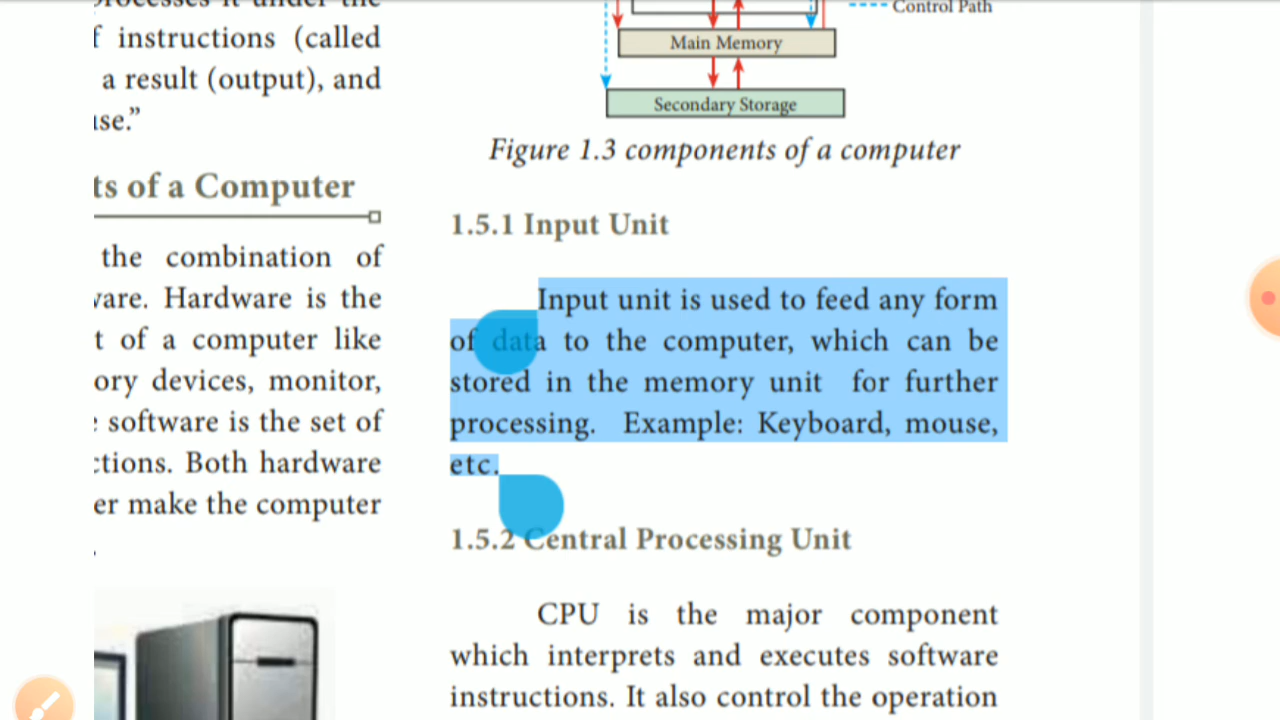 f instructions (called
a result (output), and
use.”
ts of a Computer
the combination of
Hardware is the
t of a computer like
ory devices, monitor,
software is the set of
ctions. Both hardware
er make the computer
.
Control Path
Main Memory
Secondary Storage
Figure 1.3 components of a computer
1.5.1 Input Unit
Input unit is used to feed any form
of data to the computer, which can be
stored in the memory unit for further
processing. Example: Keyboard, mouse,
etc.
1.5.2 Central Processing Unit
CPU is the major component
which interprets and executes software
instructions. It also control the operation